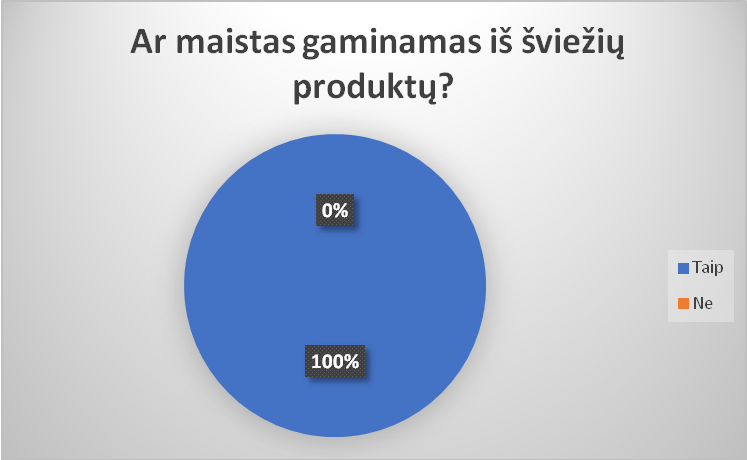 Ar maistas gaminamas iš šviežių
produktų?
0%
100%
Taip
Ne